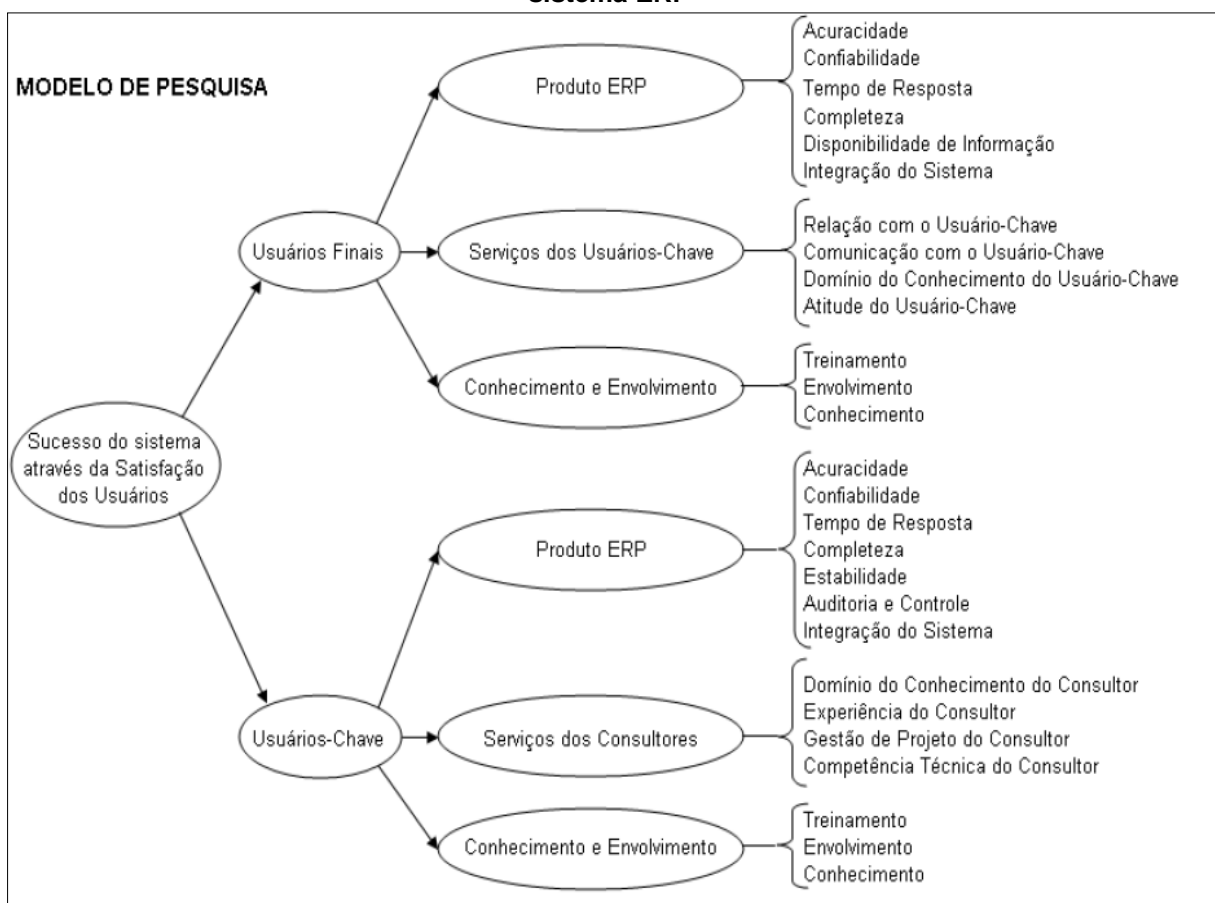 sistema ERP
MODELO DE PESQUISA
Sucesso do sistema
através da Satisfação
dos Usuários
Usuários Finais
Produto ERP
Acuracidade
Confiabilidade
Tempo de Resposta
Completeza
Disponibilidade de Informação
Integração do Sistema
Serviços dos Usuários-Chave
Relação com o Usuário-Chave
Comunicação com o Usuário-Chave
Domínio do Conhecimento do Usuário-Chave
Atitude do Usuário-Chave
Conhecimento e Envolvimento
Treinamento
Envolvimento
Conhecimento
Usuários-Chave
Produto ERP
Acuracidade
Confiabilidade
Tempo de Resposta
Completeza
Estabilidade
Auditoria e Controle
Integração do Sistema
Serviços dos Consultores
Domínio do Conhecimento do Consultor
Experiência do Consultor
Gestão de Projeto do Consultor
Competência Técnica do Consultor
Conhecimento e Envolvimento
Treinamento
Envolvimento
Conhecimento